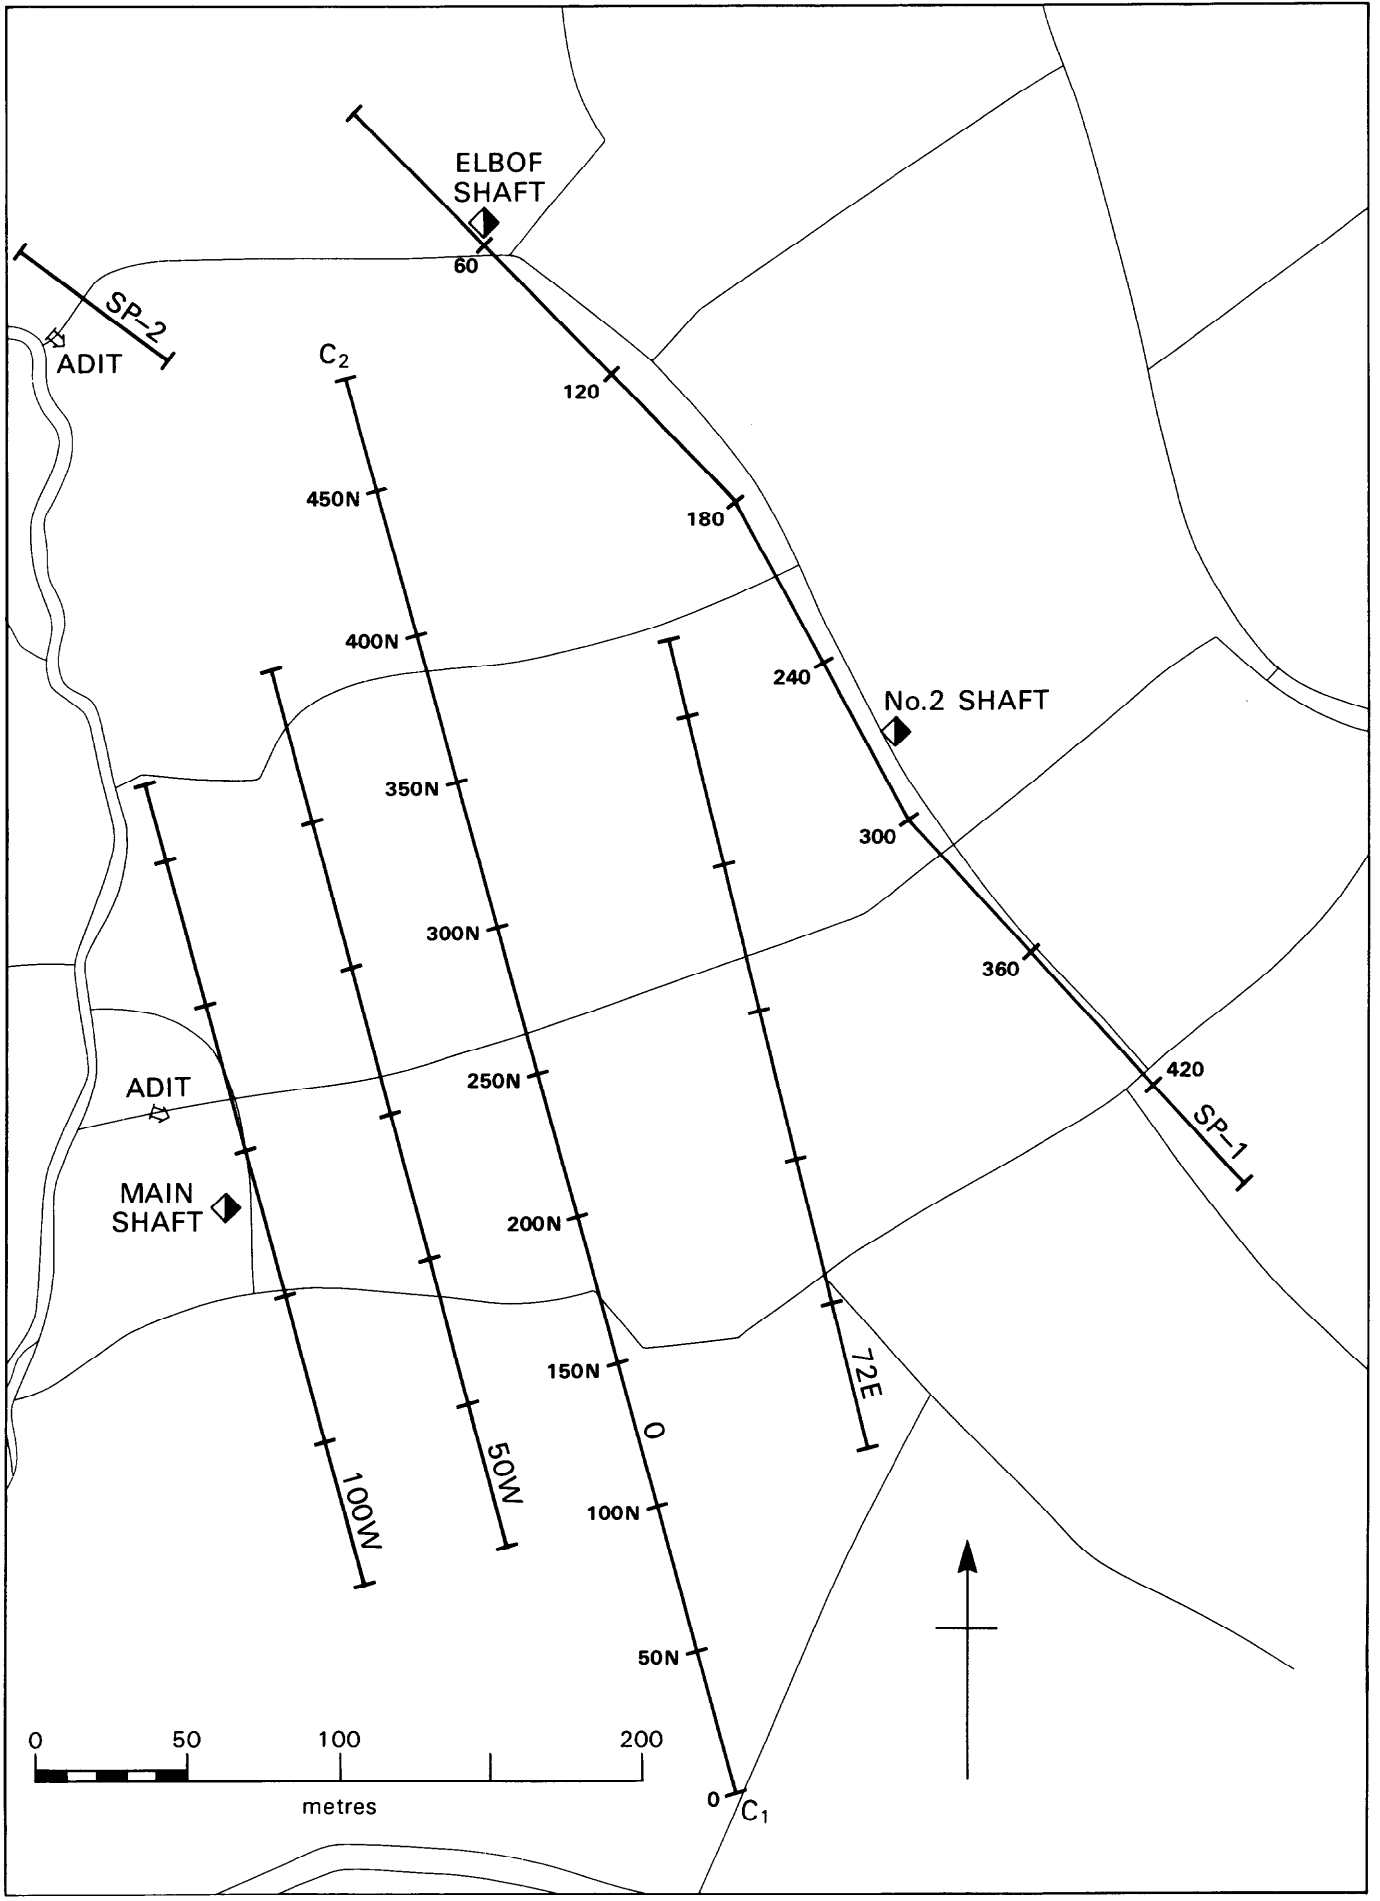 ELBOF
SHAFT
60
SP-2
ADIT
C₂
120
450N
180
400N
240
No.2 SHAFT
350N
300
300N
360
250N
420
ADIT
SP-1
MAIN
SHAFT
200N
150N
72E
0
50W
100W
100N
50N
0 50 100 200
metres
0
C₁